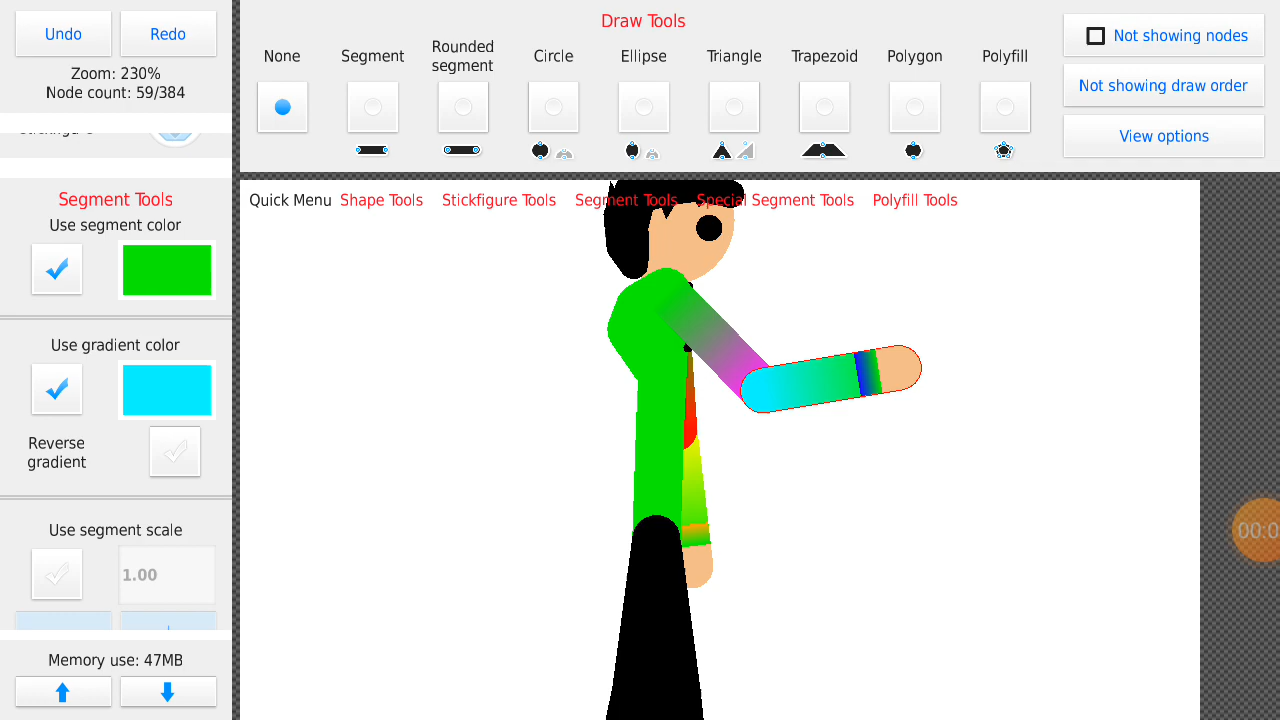 Undo
Redo
Zoom: 230%
Node count: 59/384
Draw Tools
None
Segment
Rounded
segment
Circle
Ellipse
Triangle
Trapezoid
Polygon
Polyfill
Not showing nodes
Not showing draw order
View options
Quick Menu
Shape Tools
Stickfigure Tools
Segment Tools
Special Segment Tools
Polyfill Tools
Segment Tools
Use segment color
Use gradient color
Reverse
gradient
Use segment scale
1.00
Memory use: 47MB